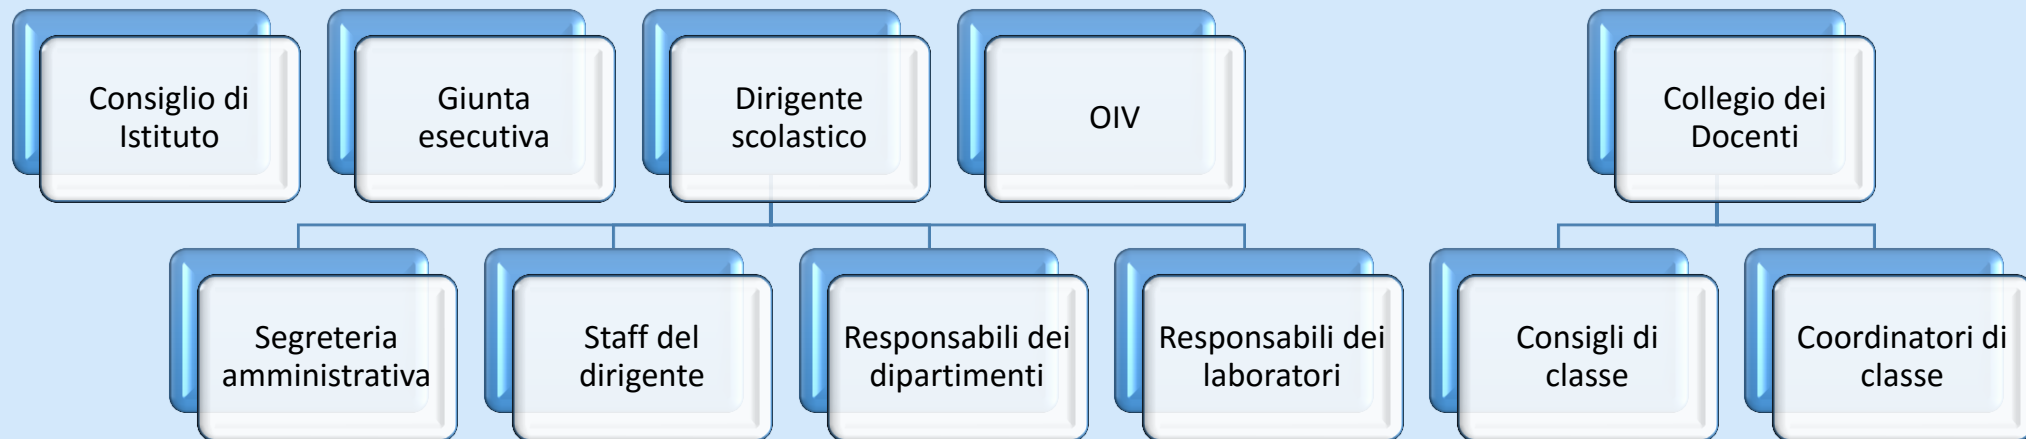 Consiglio di
Istituto
Giunta
esecutiva
Dirigente
scolastico
OIV
Collegio dei
Docenti
Segreteria
amministrativa
Staff del
dirigente
Responsabili dei
dipartimenti
Responsabili dei
laboratori
Consigli di
classe
Coordinatori di
classe